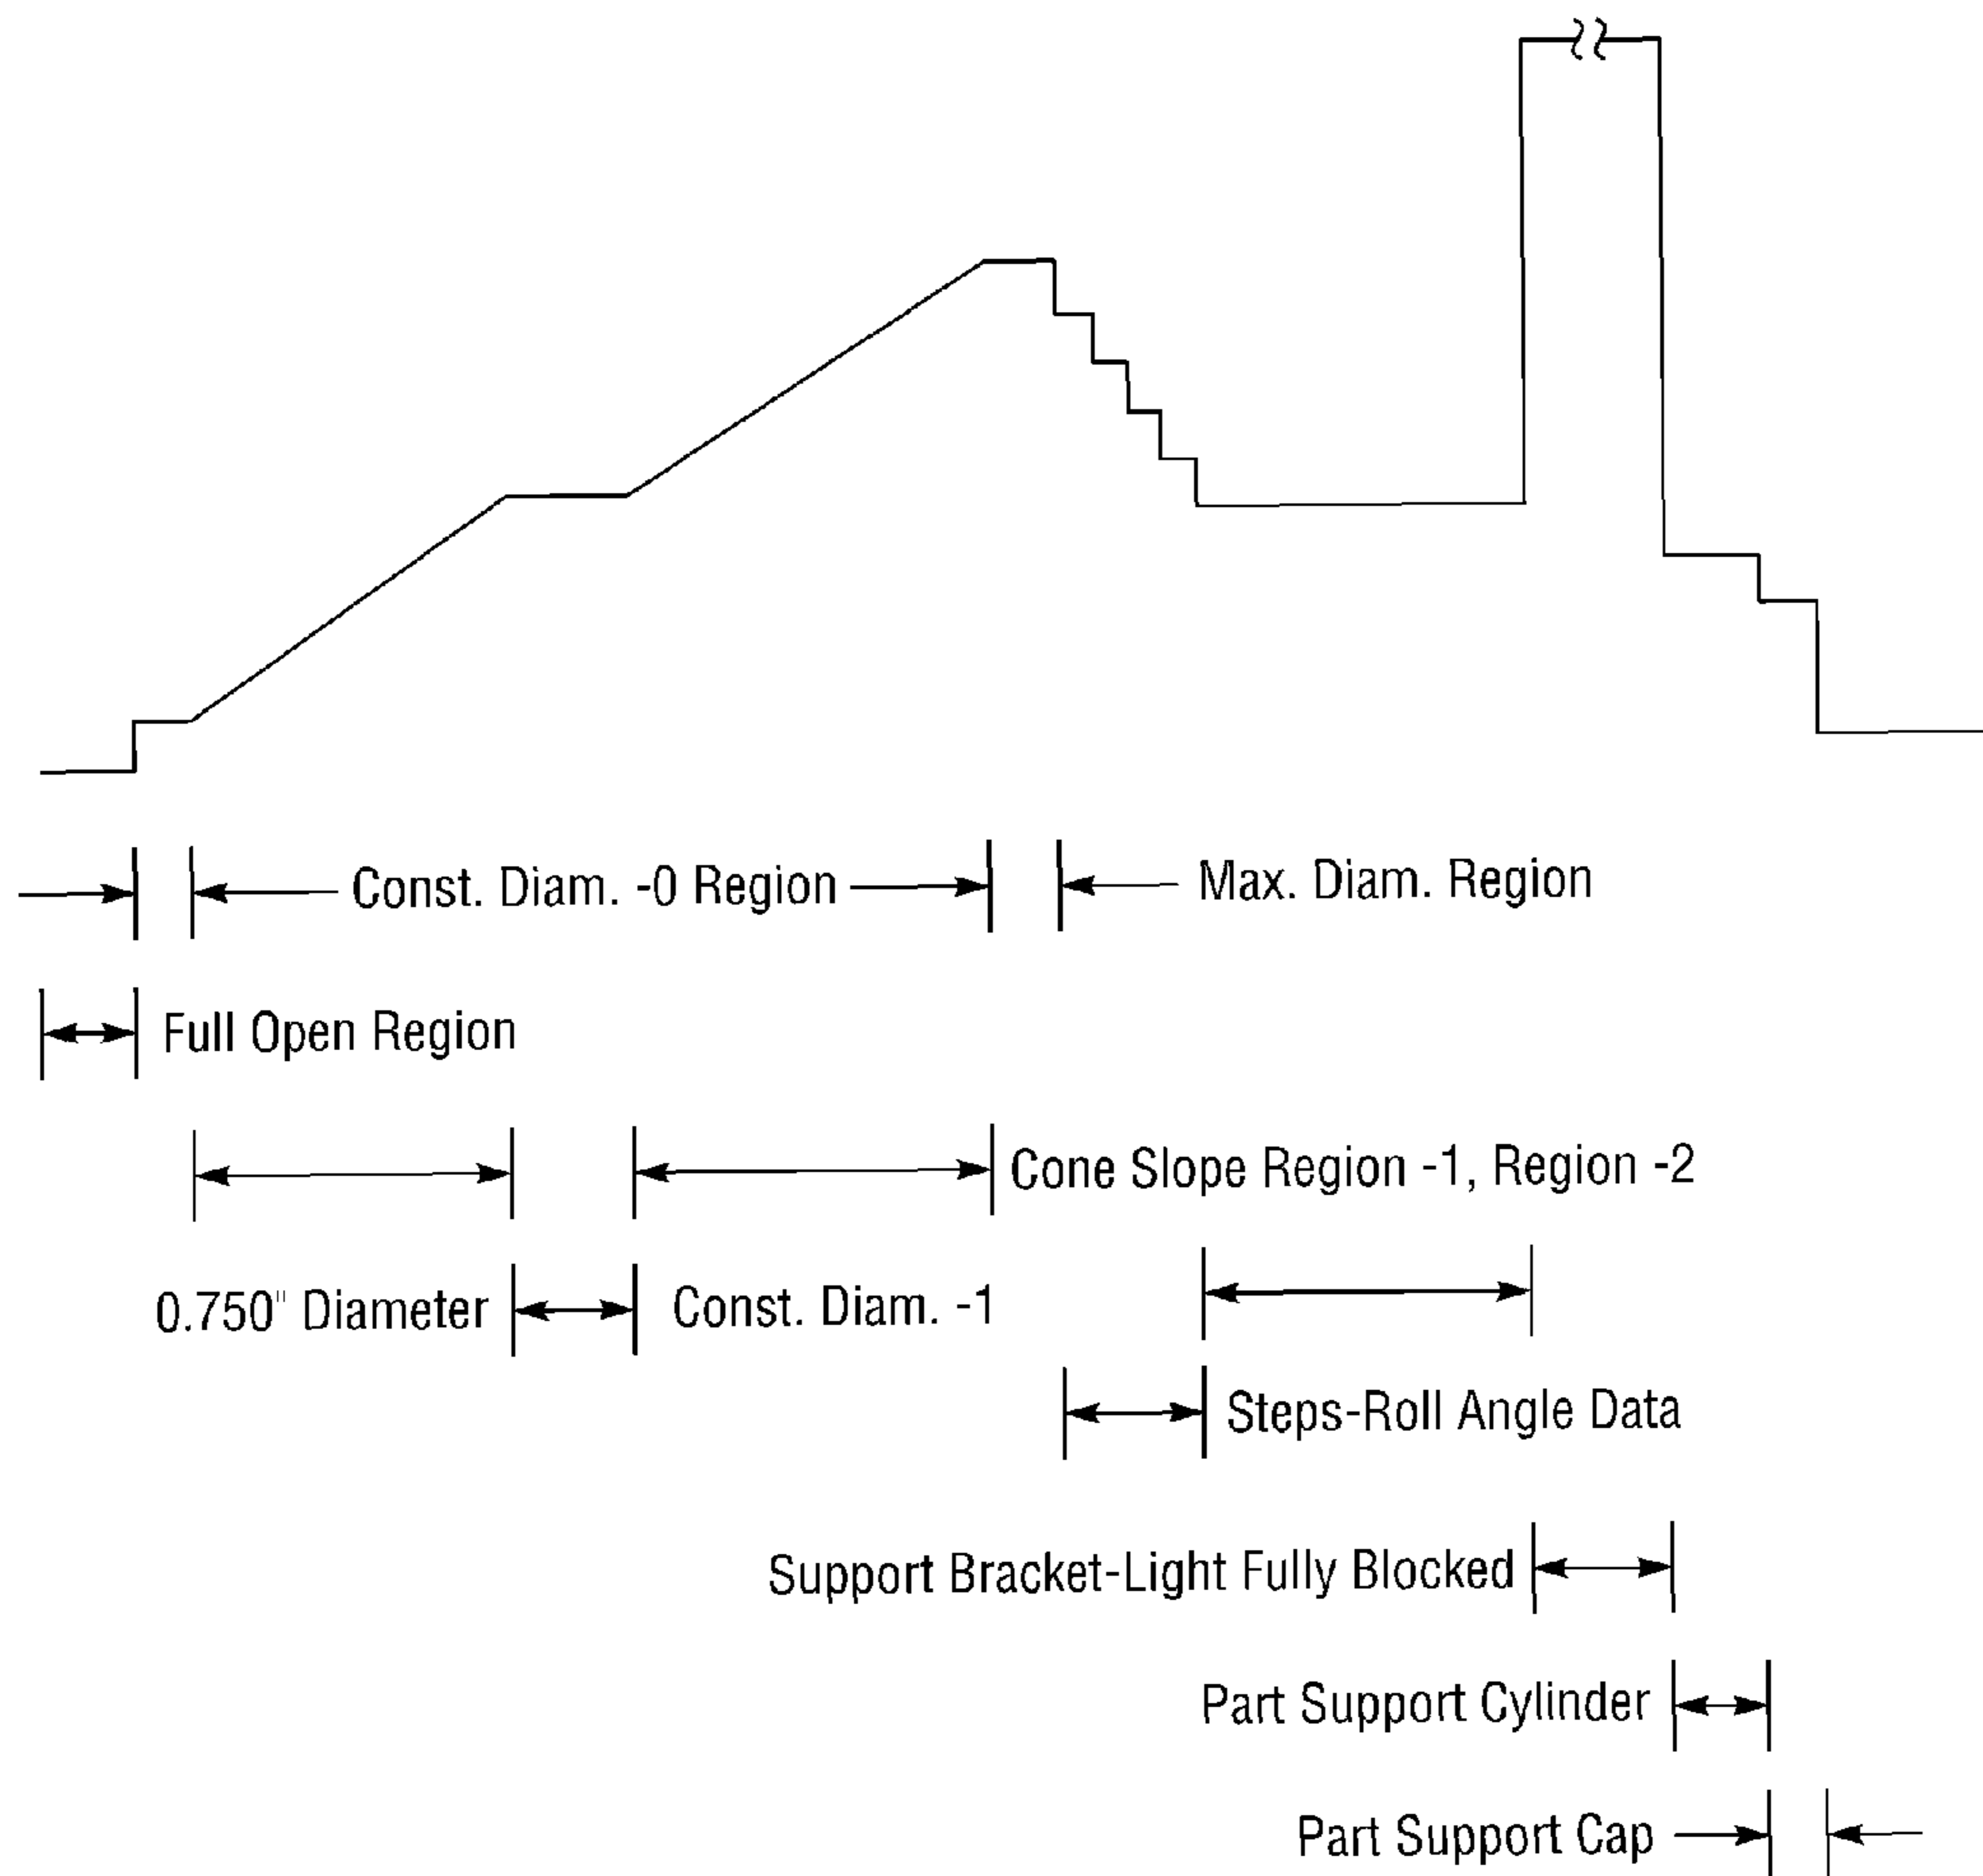 Const. Diam. -0 Region
Max. Diam. Region
Full Open Region
Cone Slope Region -1, Region -2
0.750" Diameter
Const. Diam. -1
Steps-Roll Angle Data
Support Bracket-Light Fully Blocked
Part Support Cylinder
Part Support Cap